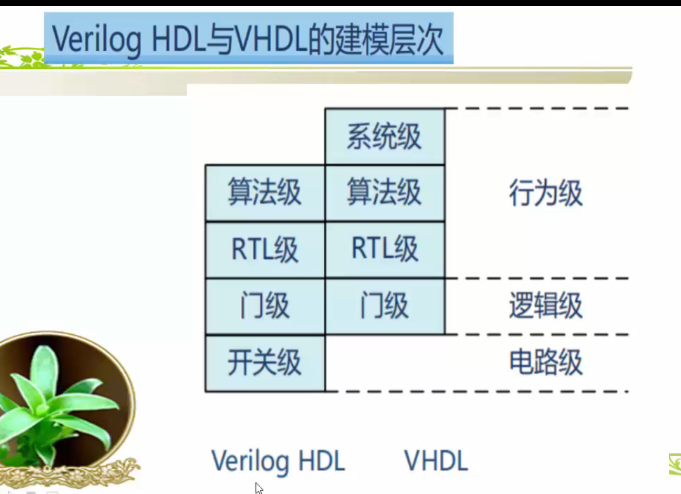 Verilog HDL与VHDL的建模层次
系统级
算法级 算法级 行为级
RTL级 RTL级
门级 门级 逻辑级
开关级 电路级
Verilog HDL VHDL